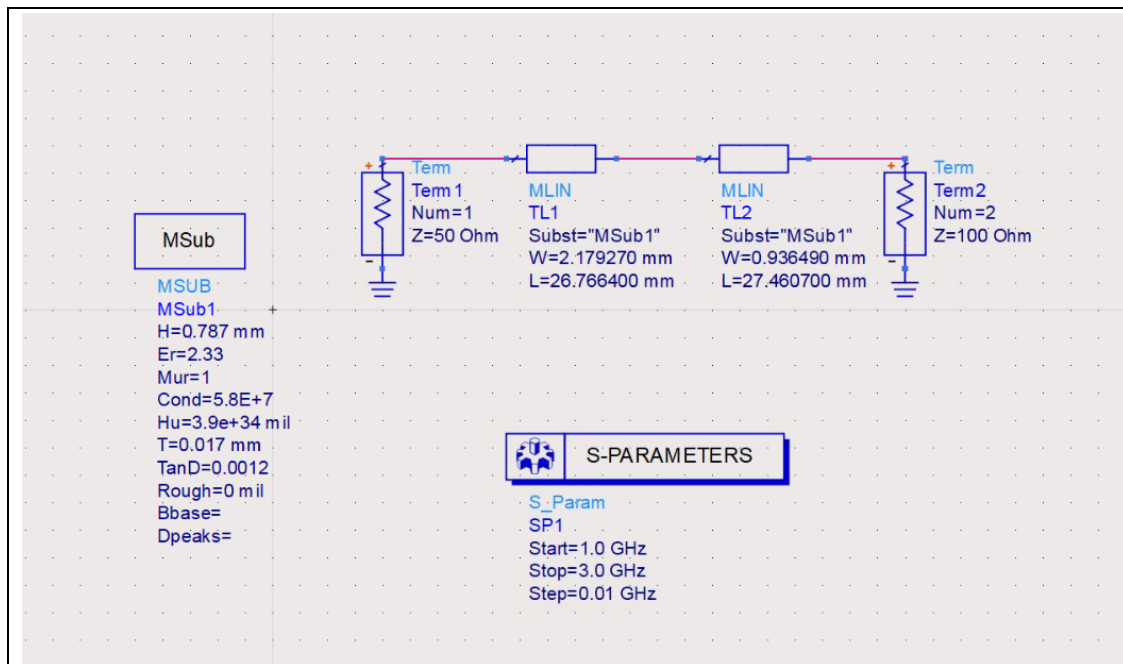 Term
Term1
Num=1
Z=50 Ohm
MLIN
TL1
Subst="MSub1"
W=2.179270 mm
L=26.766400 mm
MLIN
TL2
Subst="MSub1"
W=0.936490 mm
L=27.460700 mm
Term
Term2
Num=2
Z=100 Ohm
+
-
+
-
MSub
MSUB
MSub1
H=0.787 mm
Er=2.33
Mur=1
Cond=5.8E+7
Hu=3.9e+34 mil
T=0.017 mm
TanD=0.0012
Rough=0 mil
Bbase=
Dpeaks=
S-PARAMETERS
S_Param
SP1
Start=1.0 GHz
Stop=3.0 GHz
Step=0.01 GHz